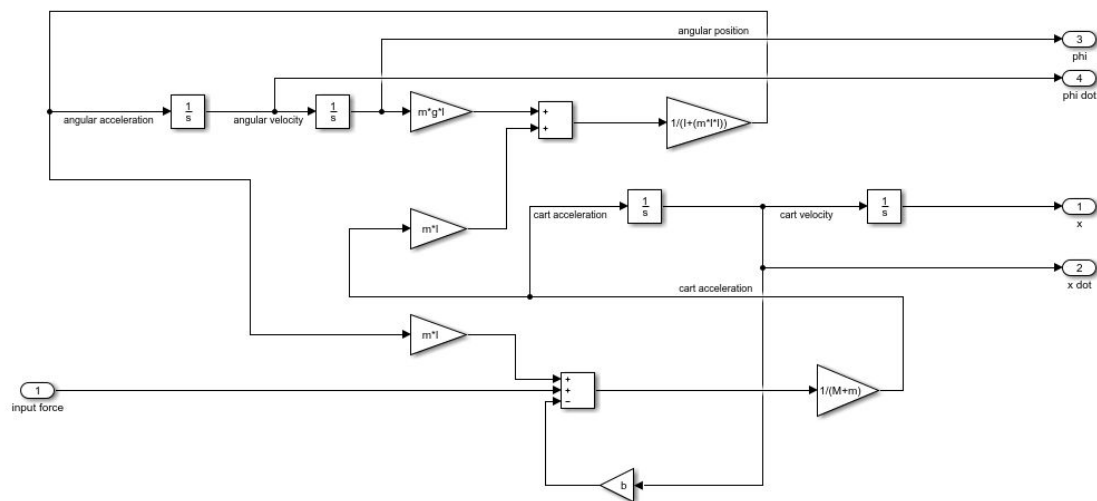 angular position
3
phi
4
phi dot
1
s
angular acceleration
1
s
angular velocity
m*g*l
+
+
1/(I+(m*l*l))
1
s
cart acceleration
1
s
cart velocity
1
x
m*l
2
x dot
cart acceleration
m*l
1
input force
+
+
−
1/(M+m)
b